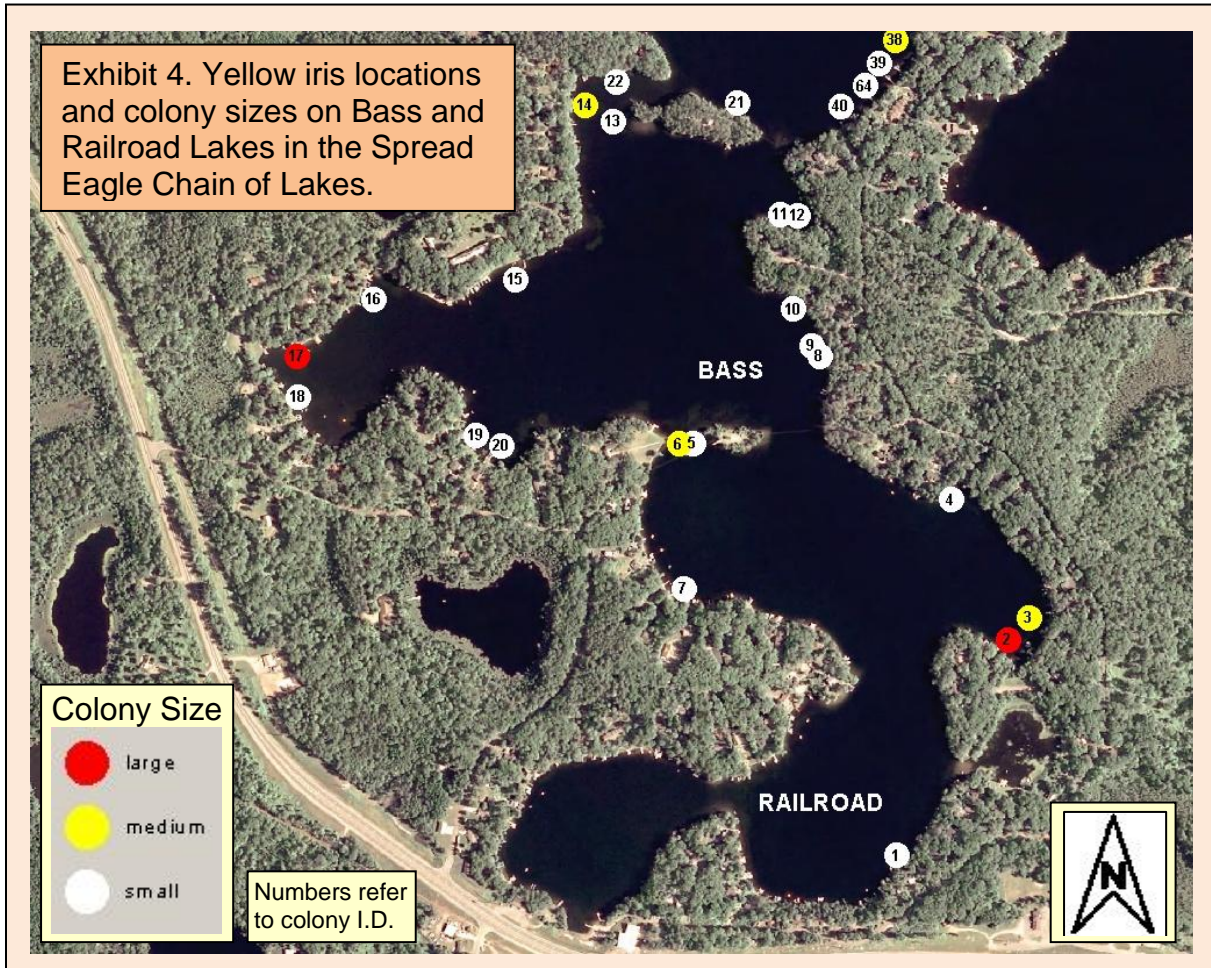 Exhibit 4. Yellow iris locations
and colony sizes on Bass and
Railroad Lakes in the Spread
Eagle Chain of Lakes.
38
39
64
40
22
14
13
21
11 12
15
16
10
17
9
8
BASS
18
19
20
6 5
4
7
3
2
RAILROAD
1
Colony Size
large
medium
small
Numbers refer
to colony I.D.
N